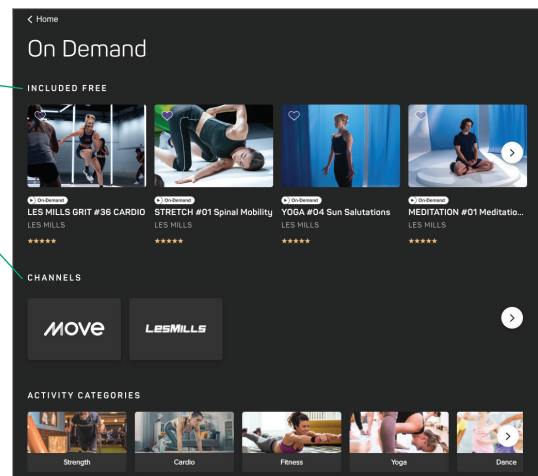 Home
On Demand
INCLUDED FREE
On-Demand
LES MILLS GRIT #36 CARDIO
LES MILLS
On-Demand
STRETCH #01 Spinal Mobility
LES MILLS
On-Demand
YOGA #04 Sun Salutations
LES MILLS
On-Demand
MEDITATION #01 Meditatio...
LES MILLS
CHANNELS
MOVE
LESMILLS
ACTIVITY CATEGORIES
Strength
Cardio
Fitness
Yoga
Dance